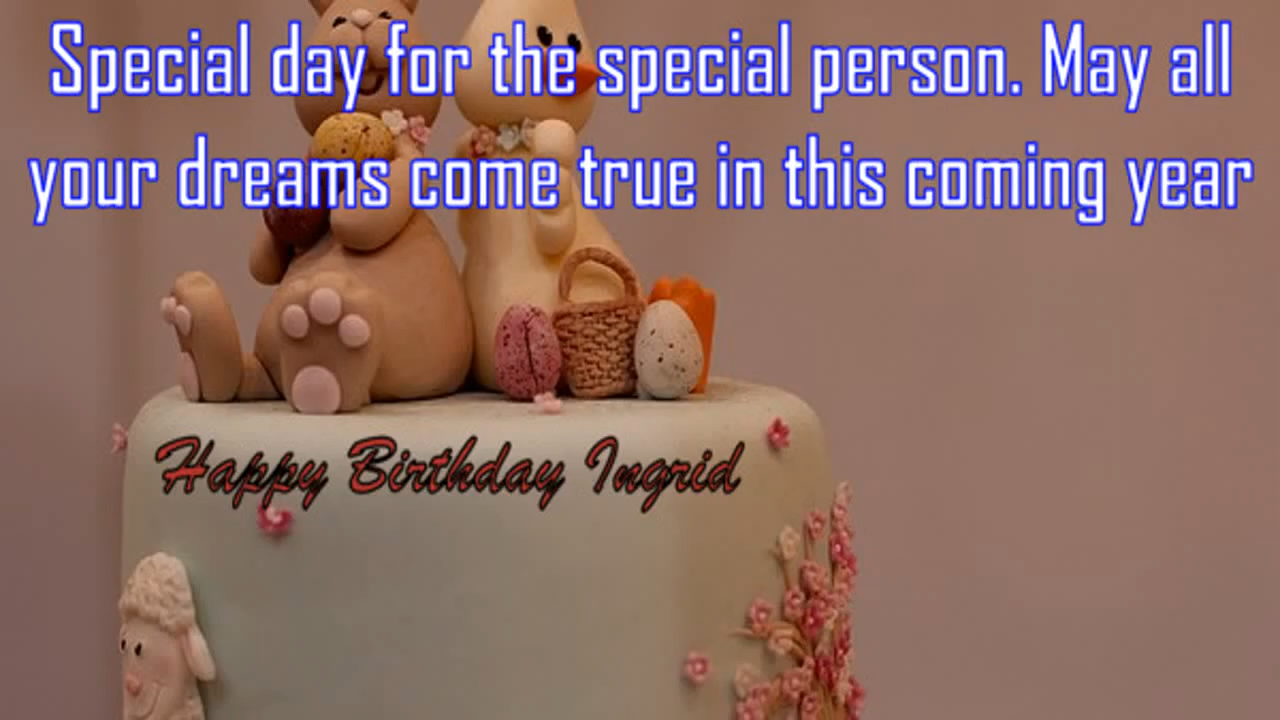 Special day for the special person. May all
your dreams come true in this coming year
Happy Birthday Ingrid